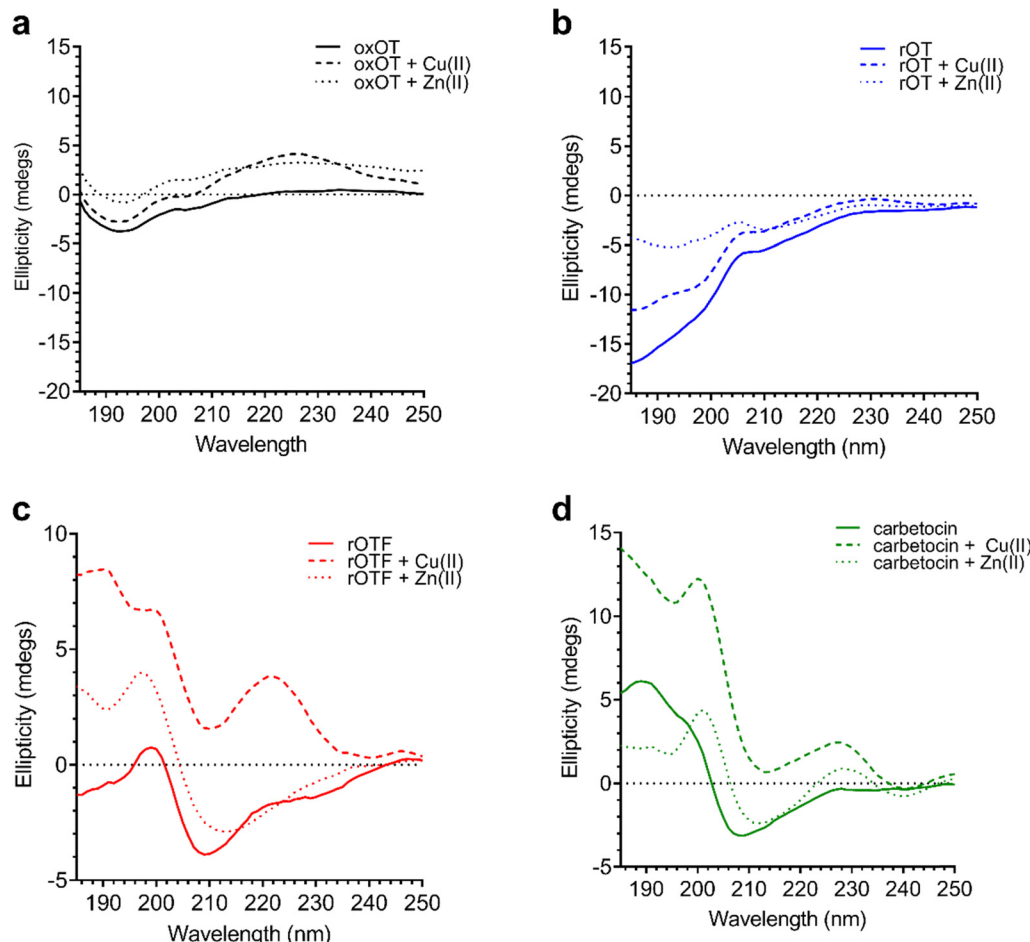 a
oxOT
oxOT + Cu(II)
oxOT + Zn(II)
15
10
5
0
-5
-10
-15
-20
Ellipticity (mdegs)
190 200 210 220 230 240 250
Wavelength
b
rOT
rOT + Cu(II)
rOT + Zn(II)
15
10
5
0
-5
-10
-15
-20
Ellipticity (mdegs)
190 200 210 220 230 240 250
Wavelength (nm)
c
rOTF
rOTF + Cu(II)
rOTF + Zn(II)
10
5
0
-5
Ellipticity (mdegs)
190 200 210 220 230 240 250
Wavelength (nm)
d
carbetocin
carbetocin + Cu(II)
carbetocin + Zn(II)
15
10
5
0
-5
Ellipticity (mdegs)
190 200 210 220 230 240 250
Wavelength (nm)